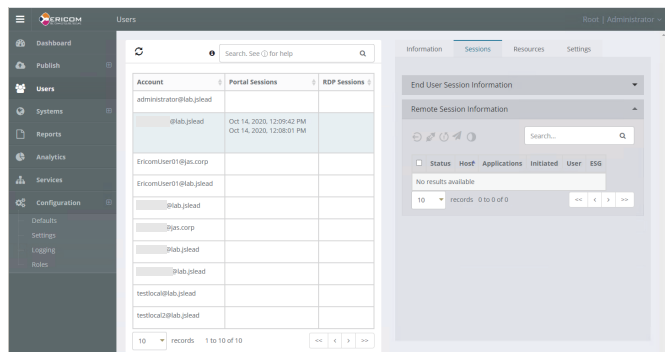 ERICOM
Users
Root | Administrator
Dashboard
Publish
Users
Systems
Reports
Analytics
Services
Configuration
Defaults
Settings
Logging
Roles
Search. See ⓘ for help
Account Portal Sessions RDP Sessions
administrator@lab.jslead
@lab.jslead Oct 14, 2020, 12:09:42 PM
Oct 14, 2020, 12:08:01 PM
EricomUser01@jas.corp
EricomUser01@lab.jslead
@lab.jslead
@jas.corp
@lab.jslead
@lab.jslead
testlocal@lab.jslead
testlocal2@lab.jslead
10 records 1 to 10 of 10 << < > >>
Information Sessions Resources Settings
End User Session Information
Remote Session Information
Search...
Status Host Applications Initiated User ESG
No results available
10 records 0 to 0 of 0 << < > >>